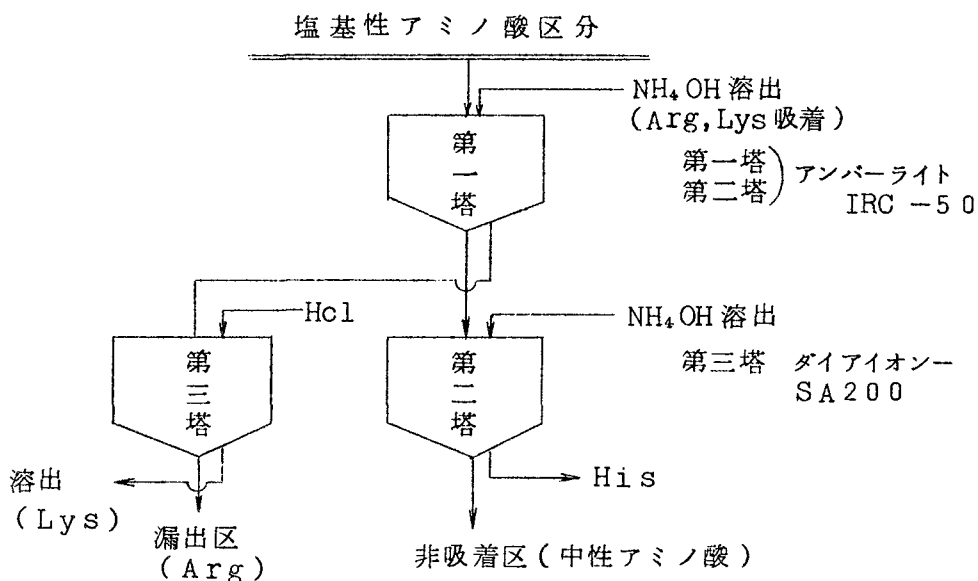 塩基性アミノ酸区分
NH₄OH溶出
(Arg,Lys吸着)
第一塔
第一塔
第二塔
アンバーライト
IRC -50
Hcl
NH₄OH溶出
第三塔
第二塔
第三塔 ダイアイオンー
SA200
溶出
(Lys)
His
漏出区
(Arg)
非吸着区(中性アミノ酸)